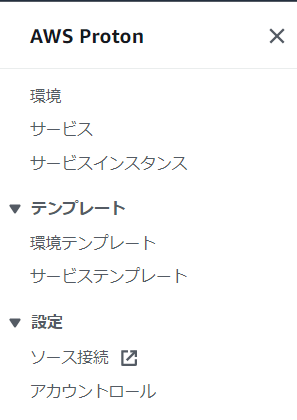 AWS Proton
環境
サービス
サービスインスタンス
テンプレート
環境テンプレート
サービステンプレート
設定
ソース接続
アカウントロール